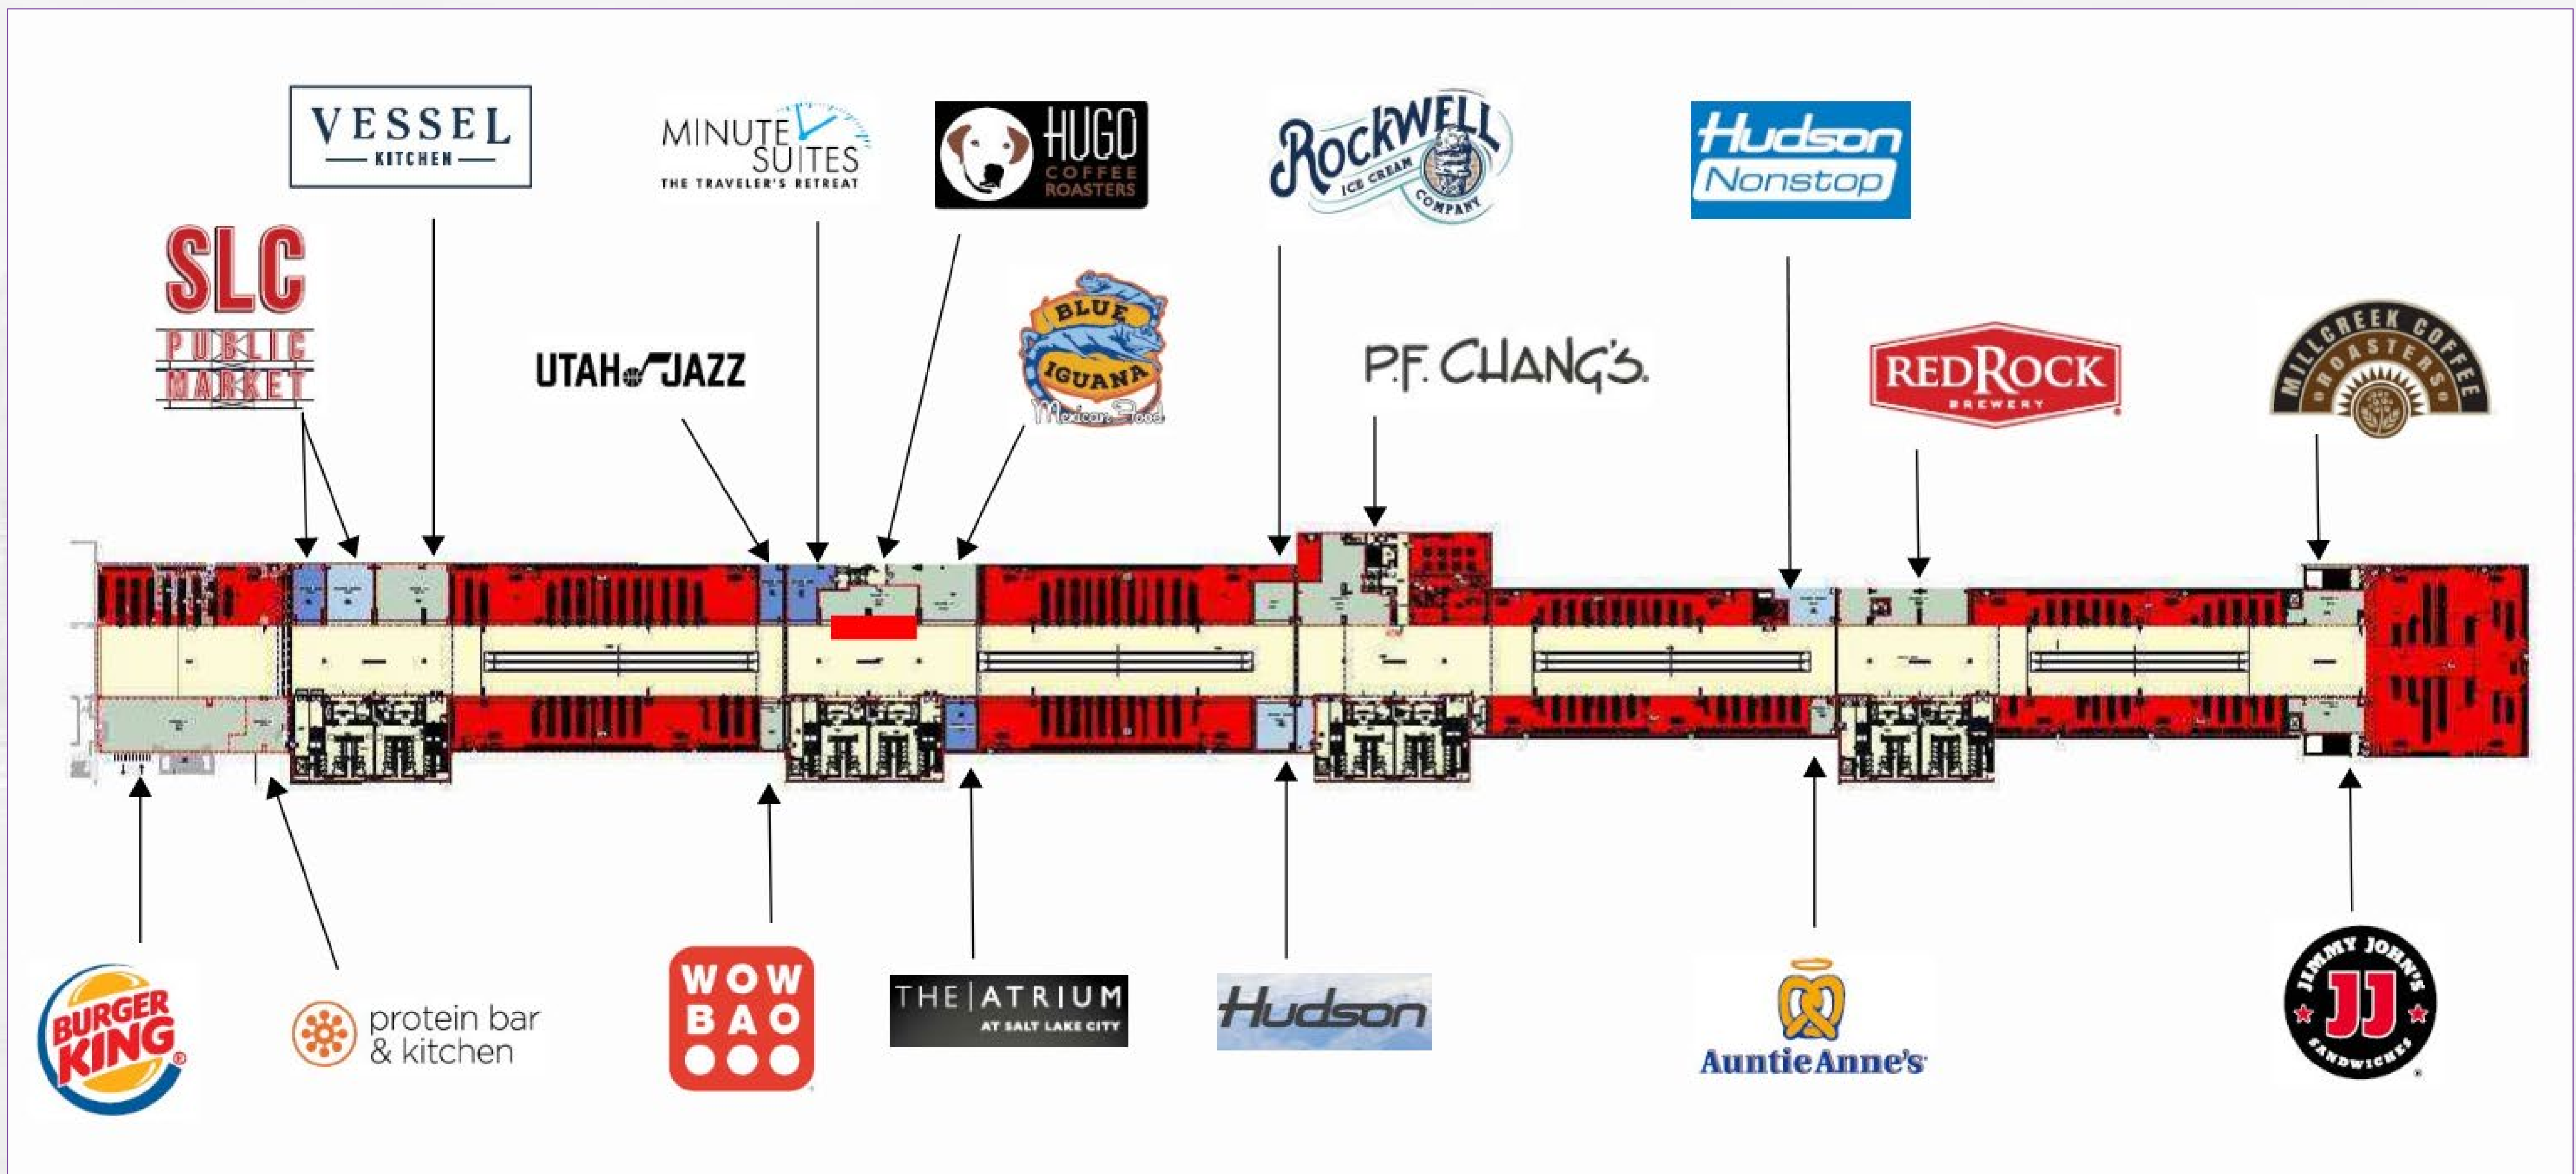 VESSEL
KITCHEN
MINUTE
SUITES
THE TRAVELER'S RETREAT
HUGO
COFFEE
ROASTERS
ROCKWELL
ICE CREAM
COMPANY
Hudson
Nonstop
SLC
PUBLIC
MARKET
UTAH JAZZ
BLUE
IGUANA
Mexican Food
P.F. CHANG'S.
REDROCK
BREWERY
MILLCREEK COFFEE
ROASTERS
BURGER
KING®
protein bar
& kitchen
WOW
BAO
THE|ATRIUM
AT SALT LAKE CITY
Hudson
Auntie Anne's
JIMMY JOHN'S
JJ
SANDWICHES